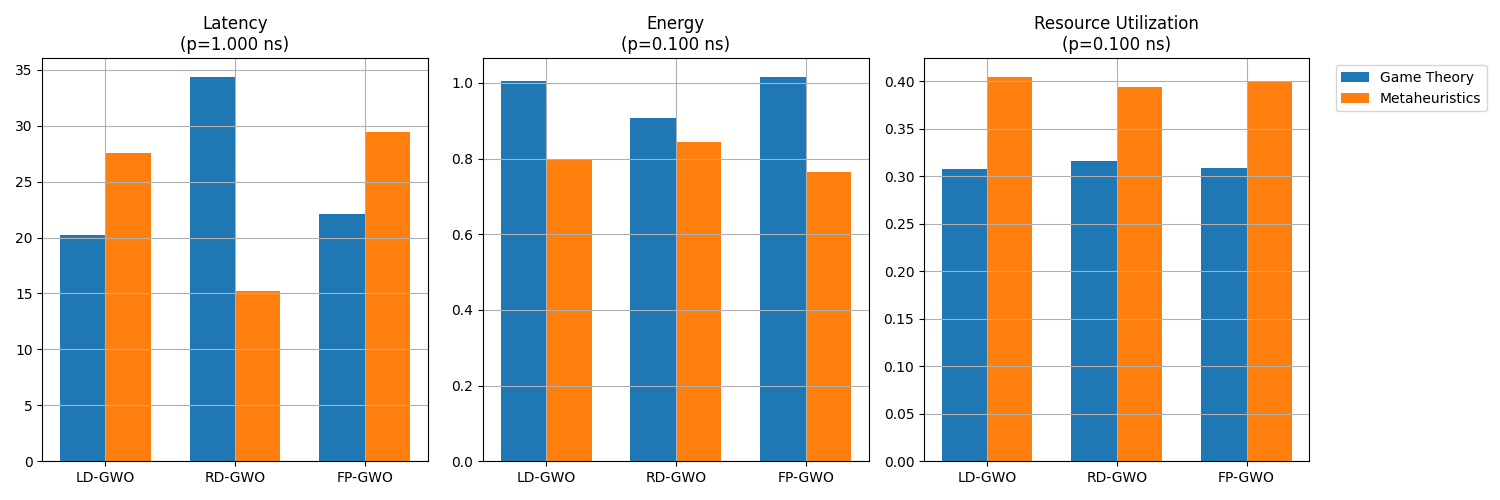 Latency
(p=1.000 ns)
35
30
25
20
15
10
5
0
LD-GWO
RD-GWO
FP-GWO
Energy
(p=0.100 ns)
1.0
0.8
0.6
0.4
0.2
0.0
LD-GWO
RD-GWO
FP-GWO
Resource Utilization
(p=0.100 ns)
0.40
0.35
0.30
0.25
0.20
0.15
0.10
0.05
0.00
LD-GWO
RD-GWO
FP-GWO
Game Theory
Metaheuristics